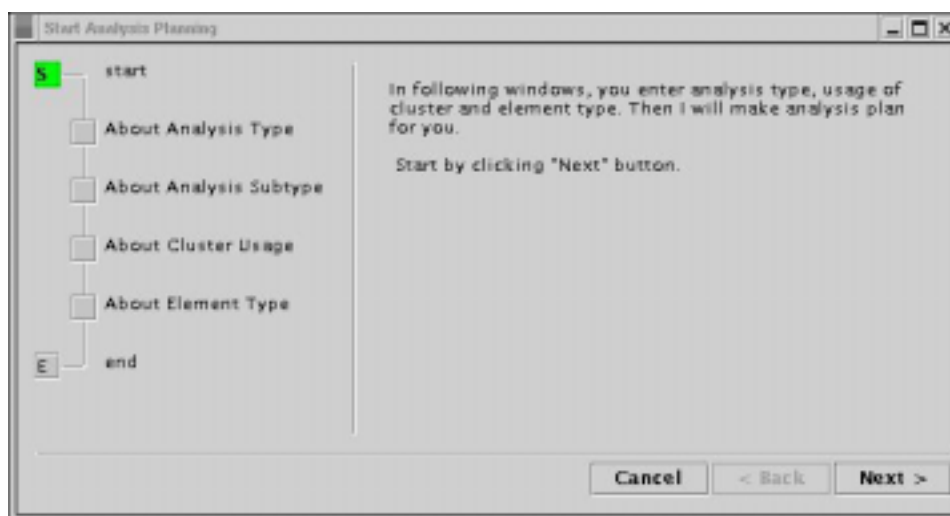 Start Analysis Planning
S start
About Analysis Type
About Analysis Subtype
About Cluster Usage
About Element Type
E end
In following windows, you enter analysis type, usage of
cluster and element type. Then I will make analysis plan
for you.
Start by clicking "Next" button.
Cancel < Back Next >